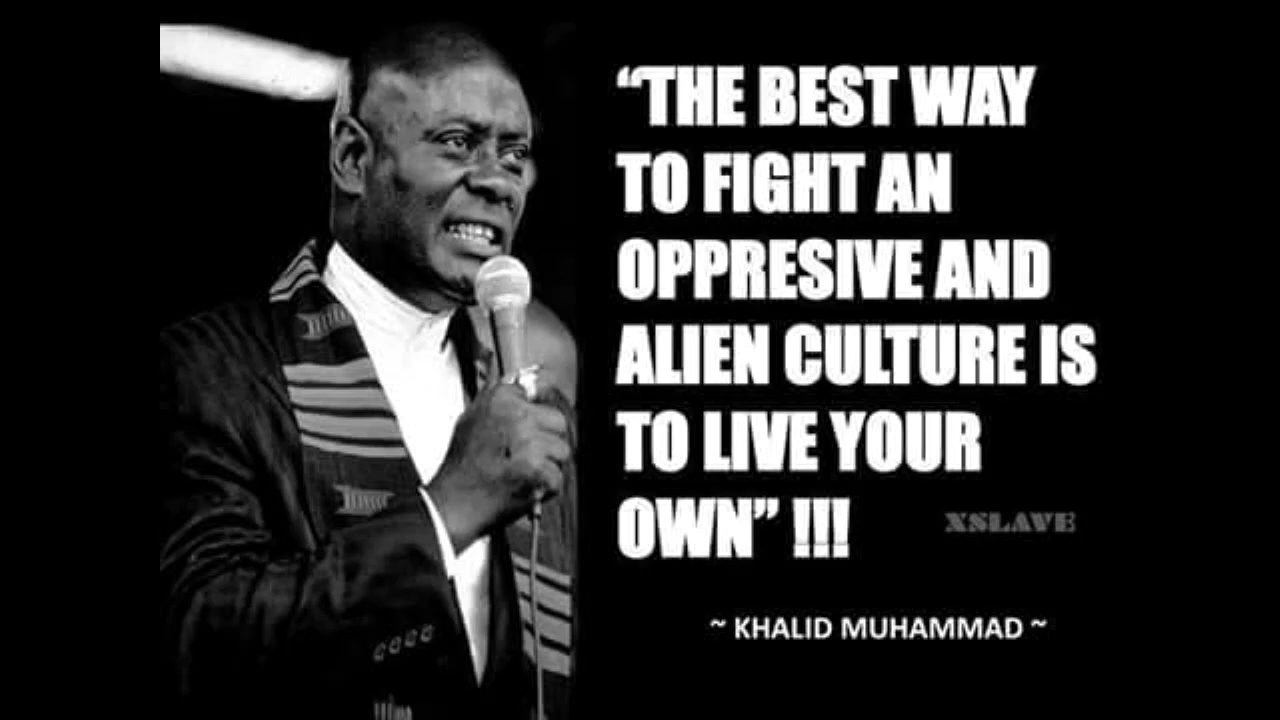 “THE BEST WAY
TO FIGHT AN
OPPRESIVE AND
ALIEN CULTURE IS
TO LIVE YOUR
OWN” !!!
XSLAVE
~ KHALID MUHAMMAD ~